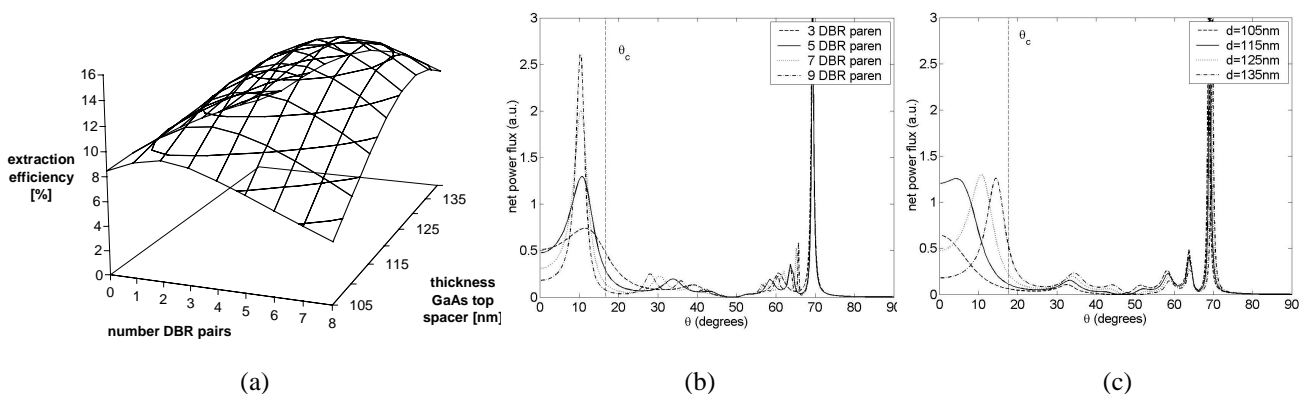 16
14
12
10
8
6
4
2
0
extraction
efficiency
[%]
0 1 2 3 4 5 6 7 8
number DBR pairs
105
115
125
135
thickness
GaAs top
spacer [nm]
(a)
3
2.5
2
1.5
1
0.5
0
net power flux (a.u.)
0 10 20 30 40 50 60 70 80 90
θ (degrees)
θc
3 DBR paren
5 DBR paren
7 DBR paren
9 DBR paren
(b)
3
2.5
2
1.5
1
0.5
0
net power flux (a.u.)
0 10 20 30 40 50 60 70 80 90
θ (degrees)
θc
d=105nm
d=115nm
d=125nm
d=135nm
(c)